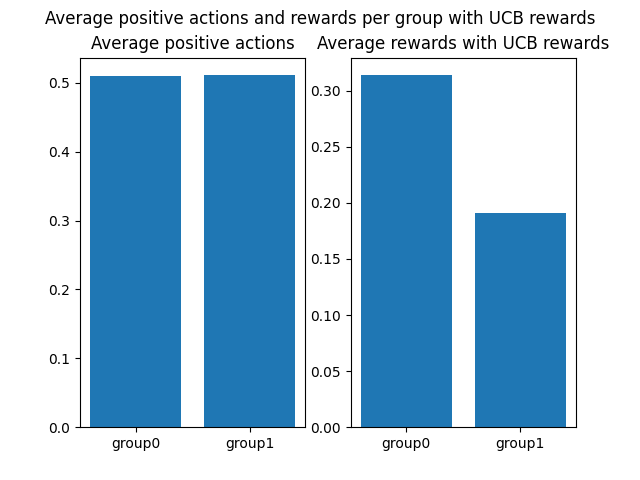 Average positive actions and rewards per group with UCB rewards
Average positive actions
0.5
0.4
0.3
0.2
0.1
0.0
group0
group1
Average rewards with UCB rewards
0.30
0.25
0.20
0.15
0.10
0.05
0.00
group0
group1